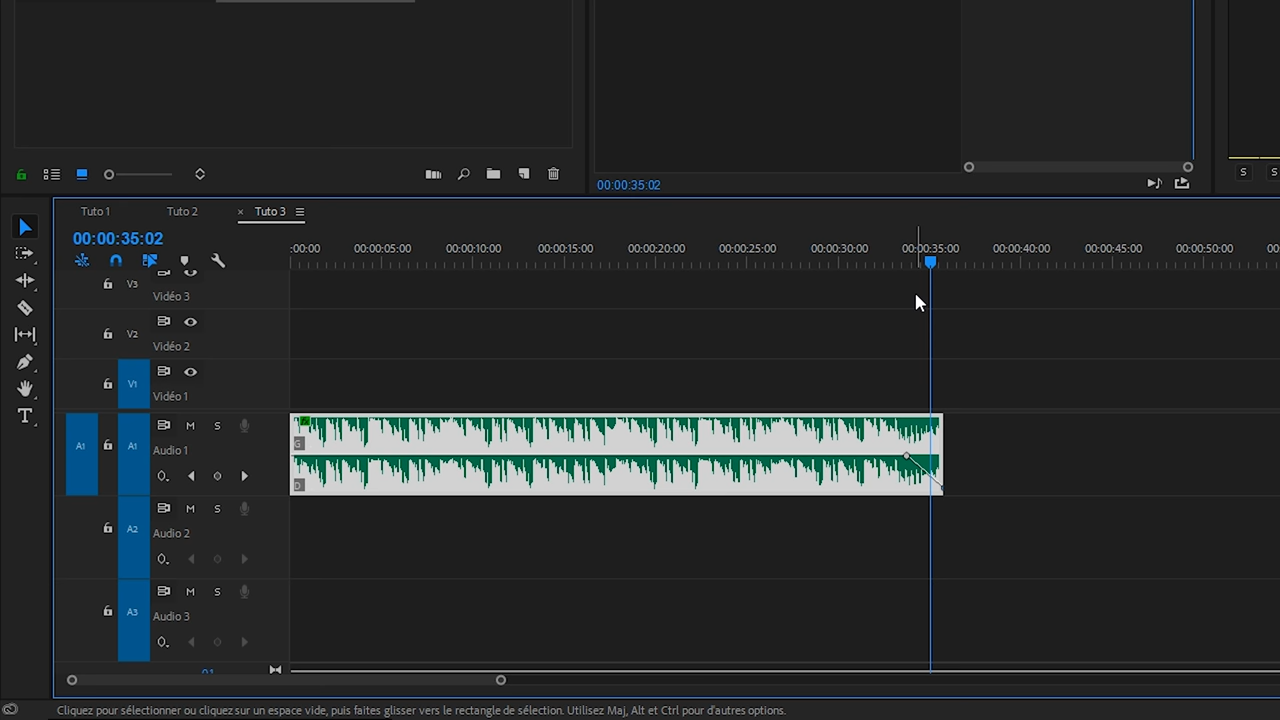 S S
00:00:35:02
Tuto 1 Tuto 2 × Tuto 3
00:00:35:02
:00:00 00:00:05:00 00:00:10:00 00:00:15:00 00:00:20:00 00:00:25:00 00:00:30:00 00:00:35:00 00:00:40:00 00:00:45:00 00:00:50:00
V3
Vidéo 3
V2
Vidéo 2
V1
Vidéo 1
A1 A1 M S
Audio 1
G
D
A2 M S
Audio 2
A3 M S
Audio 3
Cliquez pour sélectionner ou cliquez sur un espace vide, puis faites glisser vers le rectangle de sélection. Utilisez Maj, Alt et Ctrl pour d'autres options.